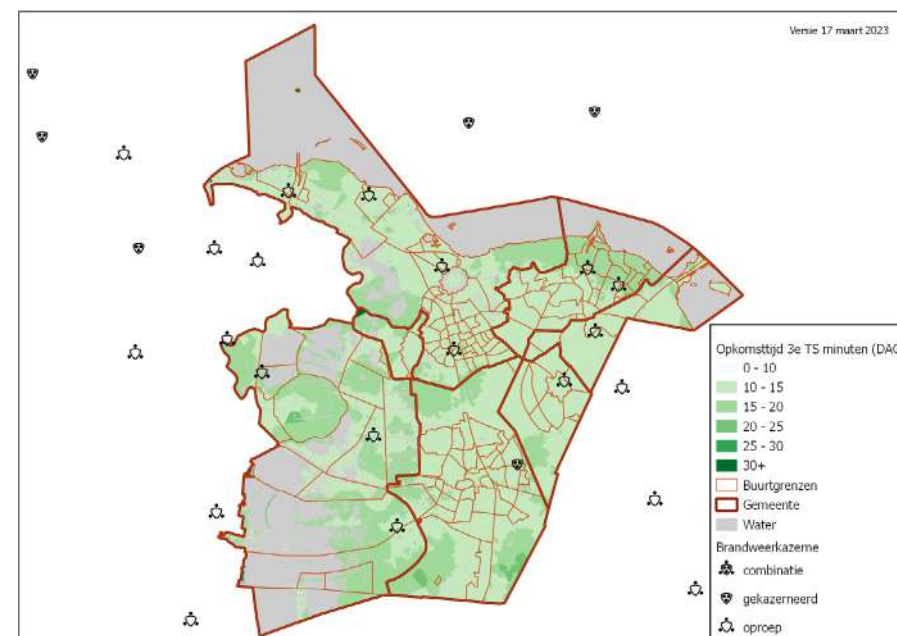 Versie 17 maart 2023
Opkomsttijd 3e TS minuten (DAG
0 - 10
10 - 15
15 - 20
20 - 25
25 - 30
30+
Buurtgrenzen
Gemeente
Water
Brandweerkazerne
combinatie
gekazerneerd
oproep